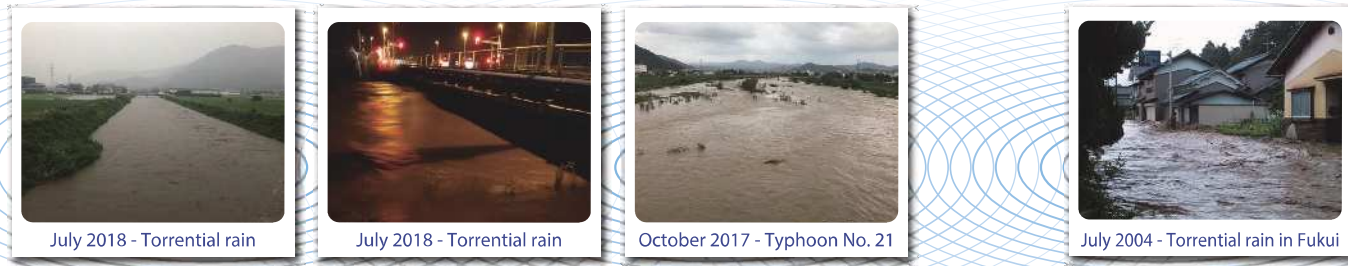 July 2018 - Torrential rain
July 2018 - Torrential rain
October 2017 - Typhoon No. 21
July 2004 - Torrential rain in Fukui